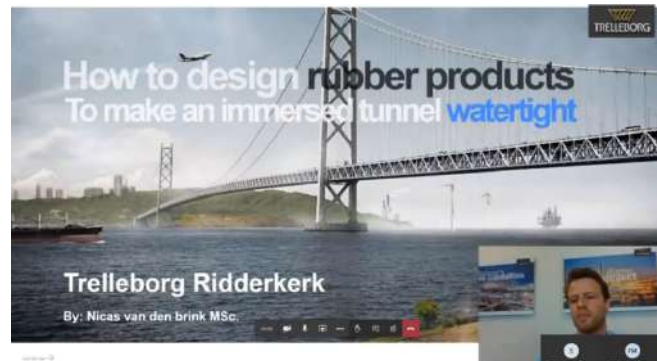 TRELLEBORG
How to design rubber products
To make an immersed tunnel watertight
Trelleborg Ridderkerk
By: Nicas van den brink MSc.